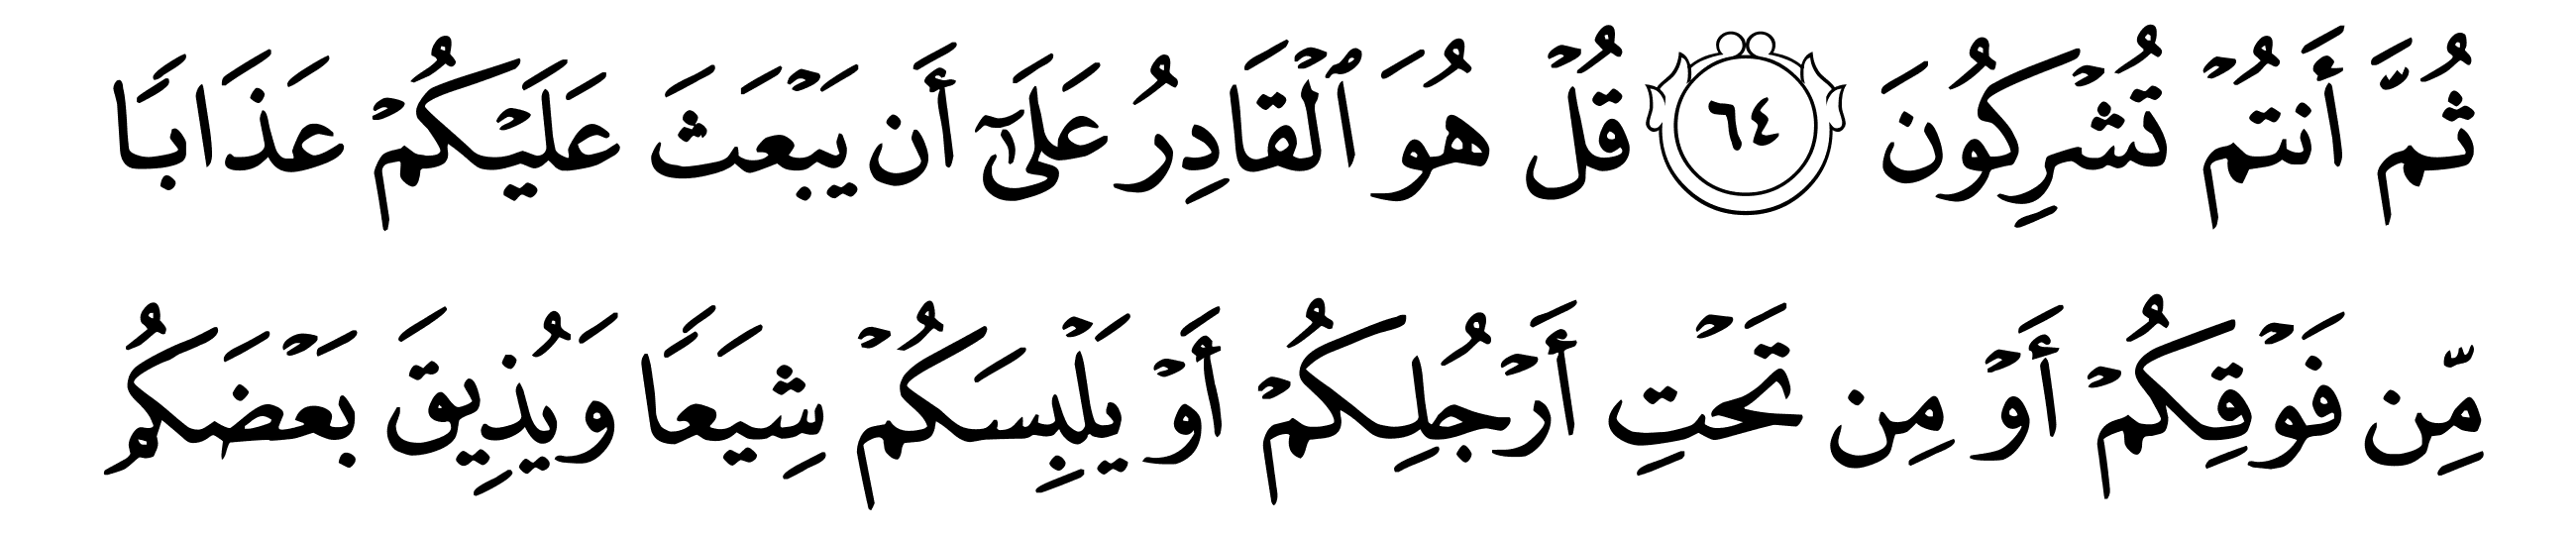 ثُمَّ أَنتُمْ تُشْرِكُونَ ٦٤ قُلْ هُوَ ٱلْقَادِرُ عَلَىٰٓ أَن يَبْعَثَ عَلَيْكُمْ عَذَابًا
مِّن فَوْقِكُمْ أَوْ مِن تَحْتِ أَرْجُلِكُمْ أَوْ يَلْبِسَكُمْ شِيَعًا وَيُذِيقَ بَعْضَكُم